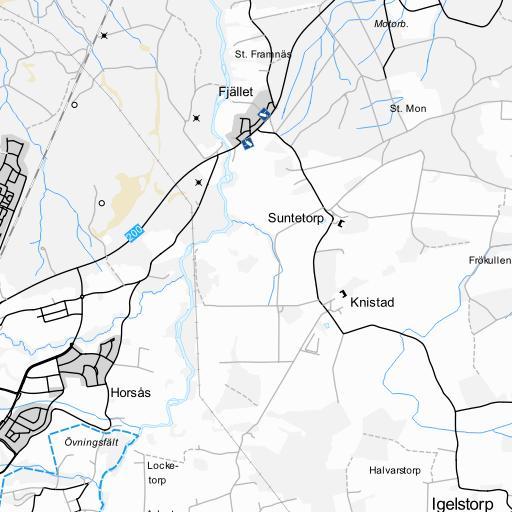 Motorb.
St. Framnäs
Fjället
St. Mon
Suntetorp
200
Frökullen
Knistad
Horsås
Övningsfält
Locke-
torp
Halvarstorp
Igelstorp